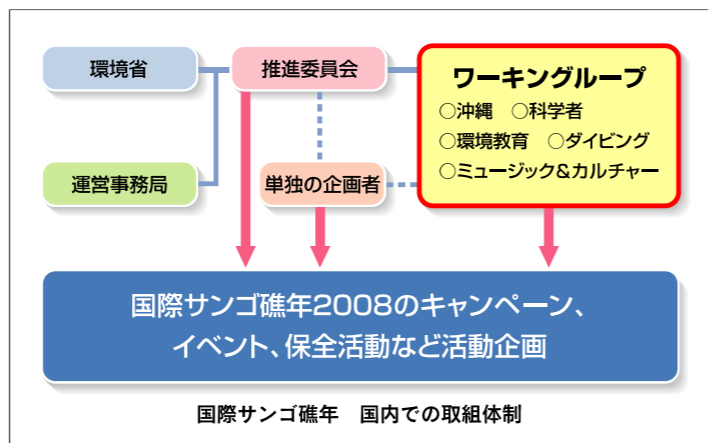 環境省
推進委員会
ワーキングループ
○沖縄　○科学者
○環境教育　○ダイビング
○ミュージック&カルチャー
運営事務局
単独の企画者
国際サンゴ礁年2008のキャンペーン、
イベント、保全活動など活動企画
国際サンゴ礁年　国内での取組体制